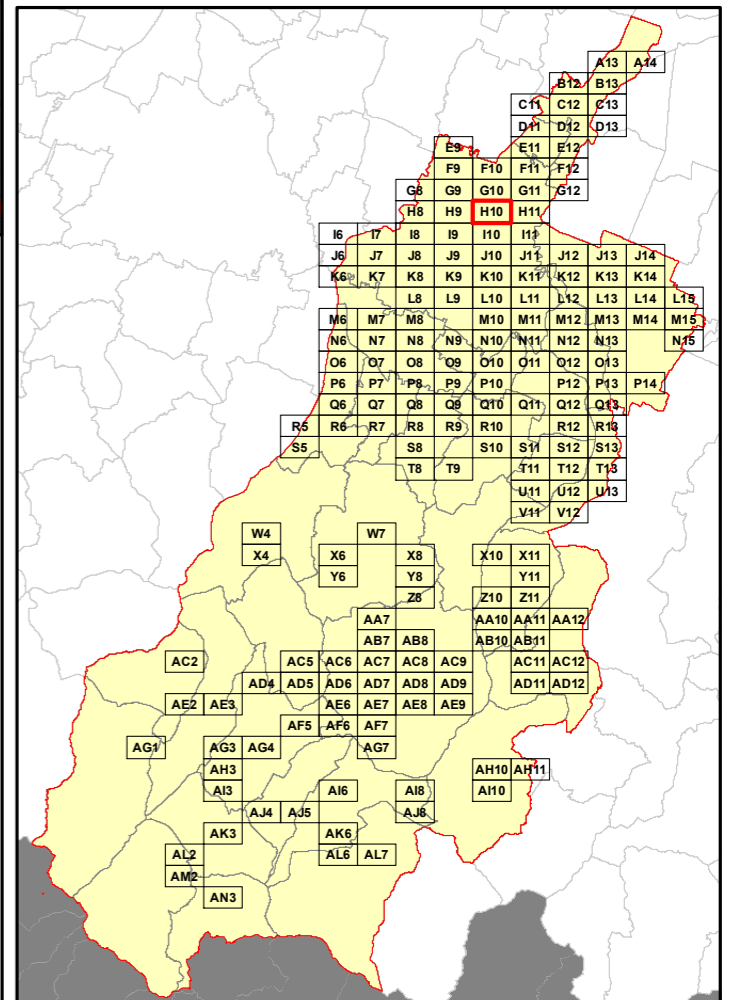 A13 A14
B12 B13
C11 C12 C13
D11 D12 D13
E9 E11 E12
F9 F10 F11 F12
G8 G9 G10 G11 G12
H8 H9 H10 H11
I6 I7 I8 I9 I10 I11
J6 J7 J8 J9 J10 J11 J12 J13 J14
K6 K7 K8 K9 K10 K11 K12 K13 K14
L8 L9 L10 L11 L12 L13 L14 L15
M6 M7 M8 M10 M11 M12 M13 M14 M15
N6 N7 N8 N9 N10 N11 N12 N13 N15
O6 O7 O8 O9 O10 O11 O12 O13
P6 P7 P8 P9 P10 P12 P13 P14
Q6 Q7 Q8 Q9 Q10 Q11 Q12 Q13
R5 R6 R7 R8 R9 R10 R12 R13
S5 S8 S10 S11 S12 S13
T8 T9 T11 T12 T13
U11 U12 U13
V11 V12
W4 W7
X4 X6 X8 X10 X11
Y6 Y8 Y11
Z8 Z10 Z11
AA7 AA10 AA11 AA12
AB7 AB8 AB10 AB11
AC2 AC5 AC6 AC7 AC8 AC9 AC11 AC12
AD4 AD5 AD6 AD7 AD8 AD9 AD11 AD12
AE2 AE3 AE6 AE7 AE8 AE9
AF5 AF6 AF7
AG1 AG3 AG4 AG7
AH3 AH10 AH11
AI3 AI6 AI8 AI10
AJ4 AJ5 AJ8
AK3 AK6
AL2 AL6 AL7
AM2
AN3